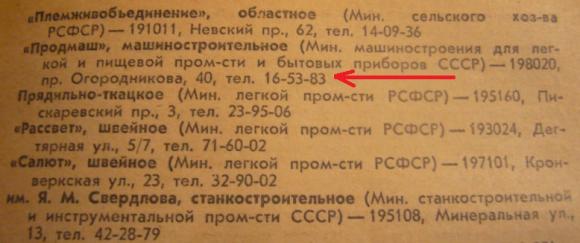 «Племживобъединение», областное (Мин. сельского хоз-ва
РСФСР) — 191011, Невский пр., 62, тел. 14-09-36
«Продмаш», машиностроительное (Мин. машиностроения для лег-
кой и пищевой пром-сти и бытовых приборов СССР) — 198020,
пр. Огородникова, 40, тел. 16-53-83
Прядильно-ткацкое (Мин. легкой пром-сти РСФСР) — 195160, Пи-
скаревский пр., 3, тел. 23-95-06
«Рассвет», швейное (Мин. легкой пром-сти РСФСР) — 193024, Дег-
тярная ул., 5/7, тел. 71-60-02
«Салют», швейное (Мин. легкой пром-сти РСФСР) — 197101, Крон-
веркская ул., 23, тел. 32-90-02
им. Я. М. Свердлова, станкостроительное (Мин. станкостроительной
и инструментальной пром-сти СССР) — 195108, Минеральная ул.,
13, тел. 42-28-79